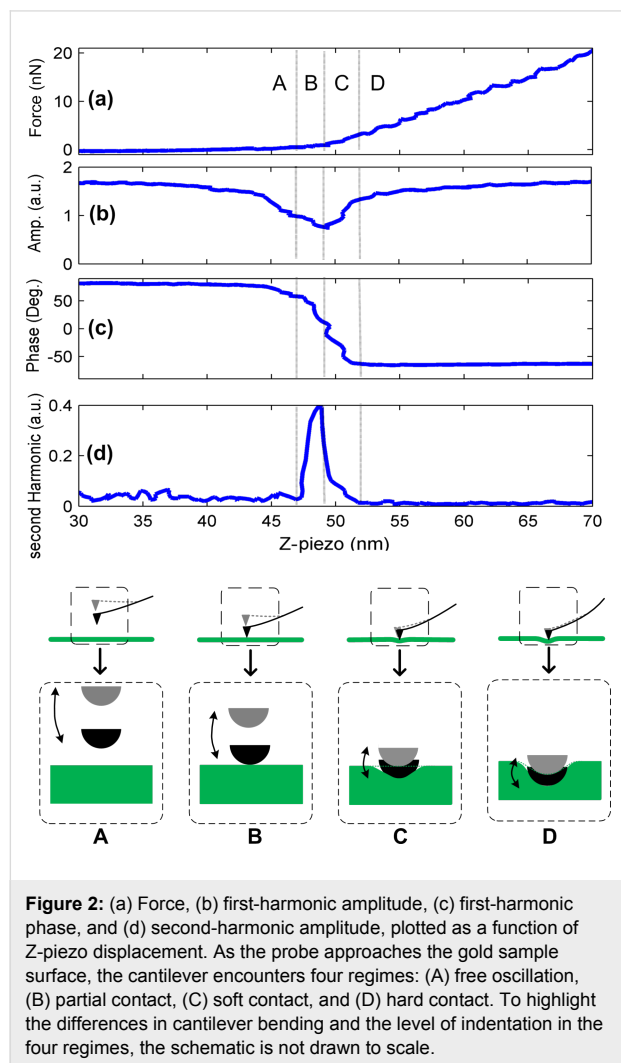 20
10
0
Force (nN)
(a)
A B C D
2
1
0
Amp. (a.u.)
(b)
50
0
-50
Phase (Deg.)
(c)
0.4
0.2
0
second Harmonic (a.u.)
(d)
30 35 40 45 50 55 60 65 70
Z-piezo (nm)
A B C D
Figure 2: (a) Force, (b) first-harmonic amplitude, (c) first-harmonic
phase, and (d) second-harmonic amplitude, plotted as a function of
Z-piezo displacement. As the probe approaches the gold sample
surface, the cantilever encounters four regimes: (A) free oscillation,
(B) partial contact, (C) soft contact, and (D) hard contact. To highlight
the differences in cantilever bending and the level of indentation in the
four regimes, the schematic is not drawn to scale.